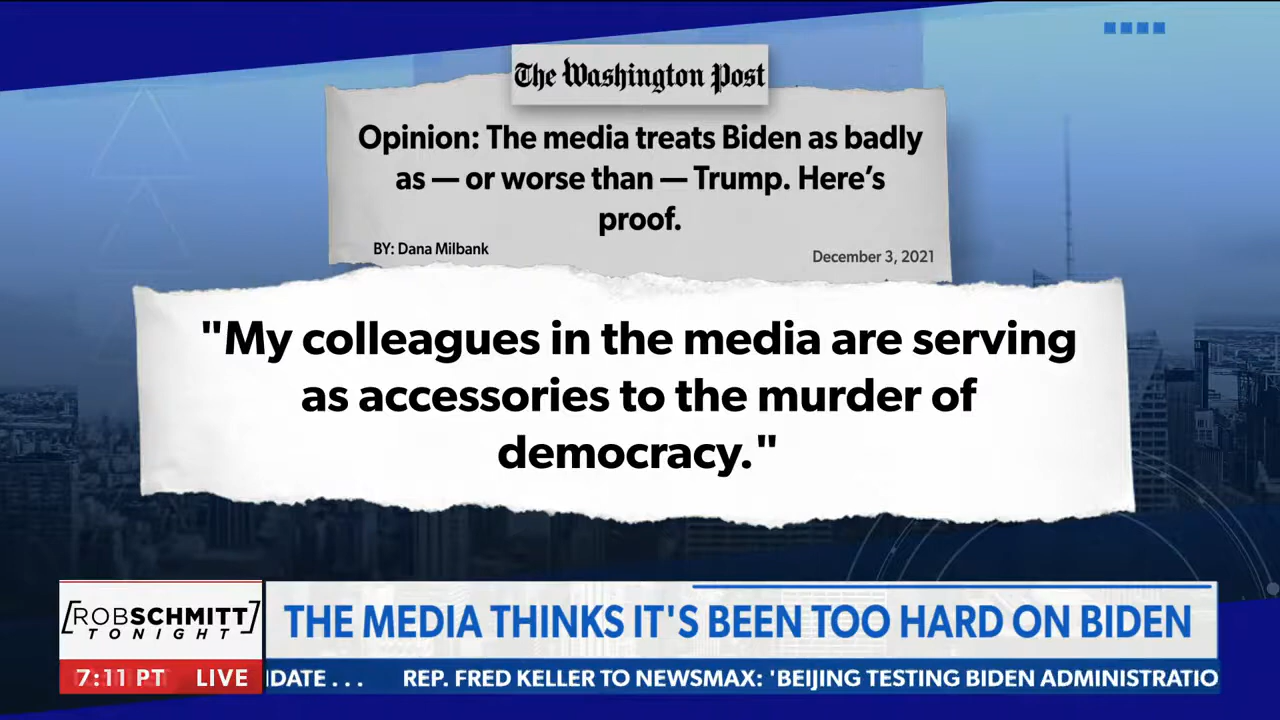 The Washington Post
Opinion: The media treats Biden as badly
as — or worse than — Trump. Here's
proof.
BY: Dana Milbank
December 3, 2021
"My colleagues in the media are serving
as accessories to the murder of
democracy."
[ROBSCHMITT]
TONIGHT
THE MEDIA THINKS IT'S BEEN TOO HARD ON BIDEN
7:11 PT LIVE
IDATE . . . REP. FRED KELLER TO NEWSMAX: 'BEIJING TESTING BIDEN ADMINISTRATIO